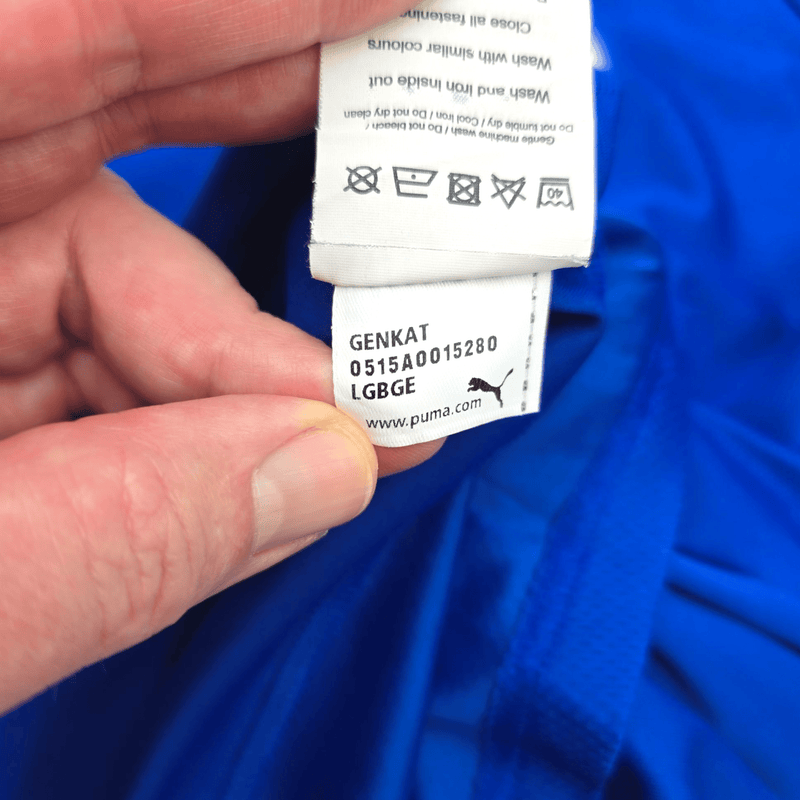 Gentle machine wash / Do not bleach /
Do not tumble dry / Cool Iron / Do not dry clean
Wash and Iron Inside out
Wash with similar colours
Close all fastenings
40
GENKAT
0515A0015280
LGBGE
www.puma.com